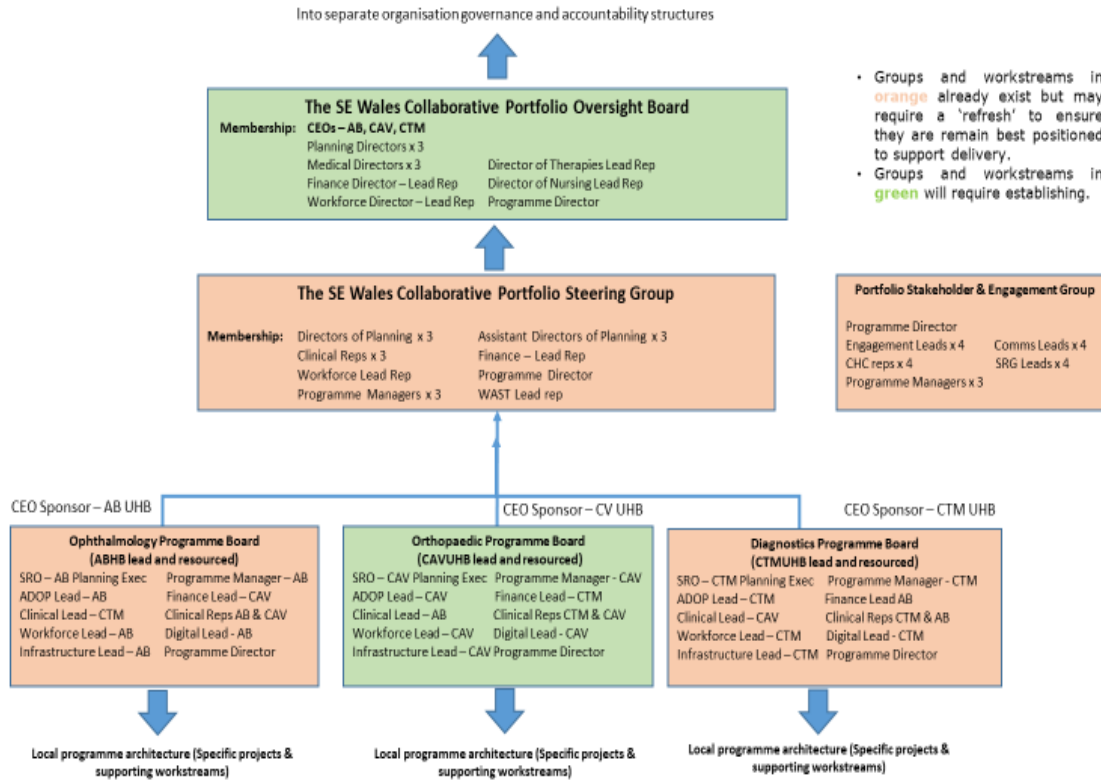 Into separate organisation governance and accountability structures
The SE Wales Collaborative Portfolio Oversight Board
Membership: CEOs – AB, CAV, CTM
Planning Directors x 3
Medical Directors x 3 Director of Therapies Lead Rep
Finance Director – Lead Rep Director of Nursing Lead Rep
Workforce Director – Lead Rep Programme Director
• Groups and workstreams in
orange already exist but may
require a 'refresh' to ensure
they are remain best positioned
to support delivery.
• Groups and workstreams in
green will require establishing.
The SE Wales Collaborative Portfolio Steering Group
Membership: Directors of Planning x 3 Assistant Directors of Planning x 3
Clinical Reps x 3 Finance – Lead Rep
Workforce Lead Rep Programme Director
Programme Managers x 3 WAST Lead rep
Portfolio Stakeholder & Engagement Group
Programme Director
Engagement Leads x 4 Comms Leads x 4
CHC reps x 4 SRG Leads x 4
Programme Managers x 3
CEO Sponsor – AB UHB
CEO Sponsor – CV UHB
CEO Sponsor – CTM UHB
Ophthalmology Programme Board
(ABHB lead and resourced)
SRO – AB Planning Exec Programme Manager – AB
ADOP Lead – AB Finance Lead – CAV
Clinical Lead – CTM Clinical Reps AB & CAV
Workforce Lead – AB Digital Lead - AB
Infrastructure Lead – AB Programme Director
Orthopaedic Programme Board
(CAVUHB lead and resourced)
SRO – CAV Planning Exec Programme Manager - CAV
ADOP Lead – CAV Finance Lead – CTM
Clinical Lead – AB Clinical Reps CTM & CAV
Workforce Lead – CAV Digital Lead - CAV
Infrastructure Lead – CAV Programme Director
Diagnostics Programme Board
(CTMUHB lead and resourced)
SRO – CTM Planning Exec Programme Manager - CTM
ADOP Lead – CTM Finance Lead AB
Clinical Lead – CAV Clinical Reps CTM & AB
Workforce Lead – CTM Digital Lead - CTM
Infrastructure Lead – CTM Programme Director
Local programme architecture (Specific projects &
supporting workstreams)
Local programme architecture (Specific projects &
supporting workstreams)
Local programme architecture (Specific projects &
supporting workstreams)